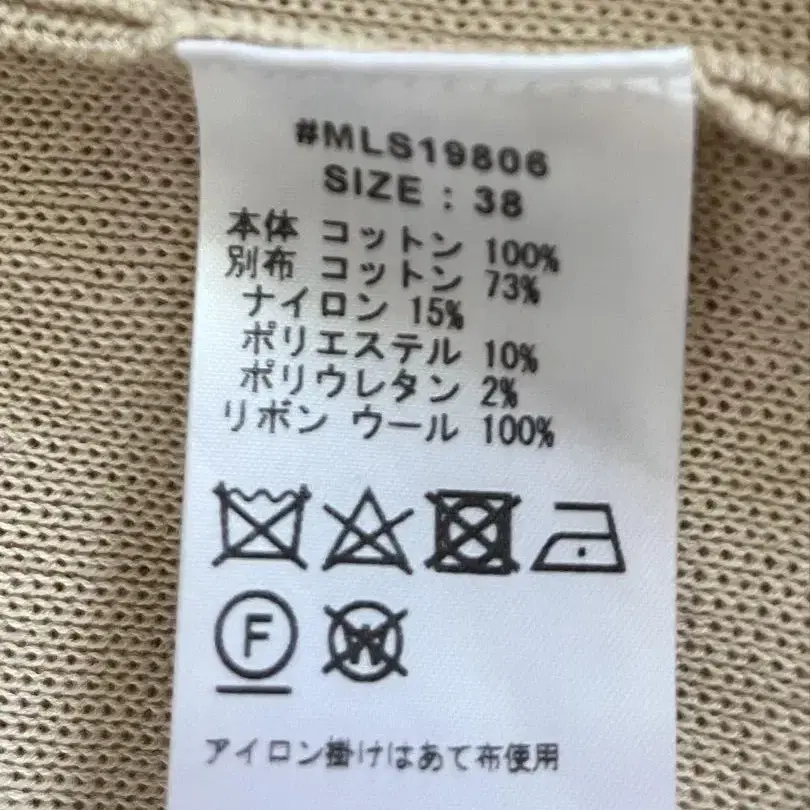 #MLS19806
SIZE : 38
本体 コットン 100%
別布 コットン 73%
ナイロン 15%
ポリエステル 10%
ポリウレタン 2%
リボン ウール 100%
F W
アイロン掛けはあて布使用